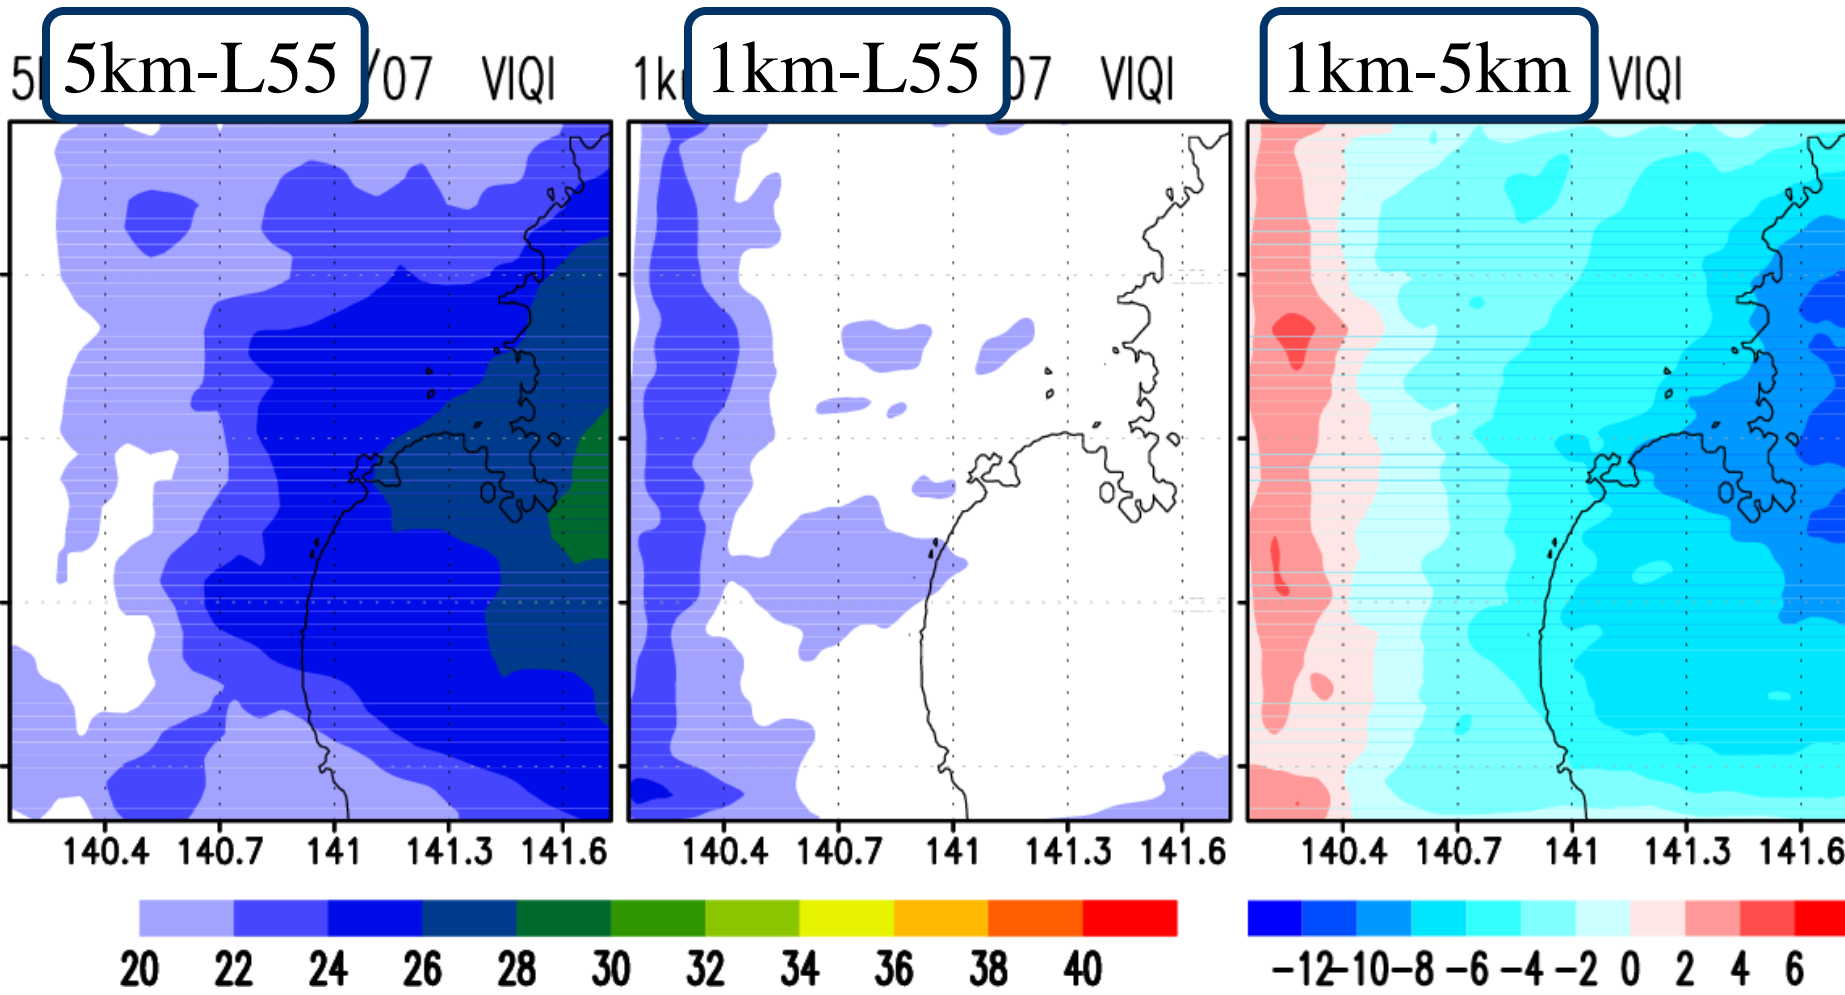 5km-L55 1km-L55 1km-5km
/07 VIQI 07 VIQI VIQI
140.4 140.7 141 141.3 141.6 140.4 140.7 141 141.3 141.6 140.4 140.7 141 141.3 141.6
20 22 24 26 28 30 32 34 36 38 40 -12 -10 -8 -6 -4 -2 0 2 4 6